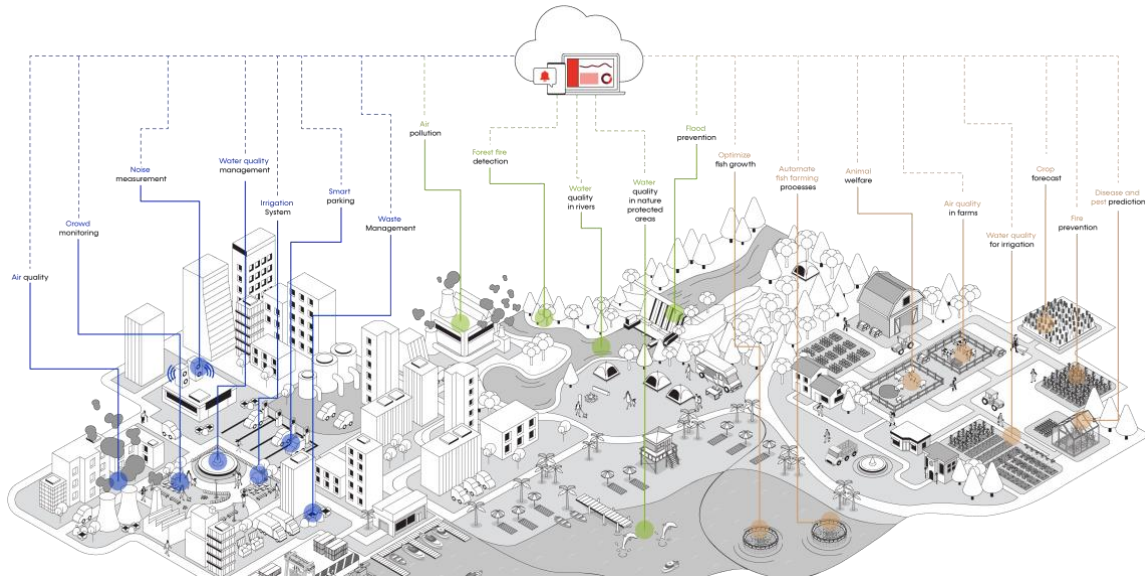 Air
pollution
Forest fire
detection
Flood
prevention
Noise
measurement
Water quality
management
Optimize
fish growth
Automate
fish farming
processes
Animal
welfare
Crop
forecast
Irrigation
System
Smart
parking
Water
quality
in rivers
Water
quality
in nature
protected
areas
Disease and
pest prediction
Crowd
monitoring
Waste
Management
Air quality
in farms
Fire
prevention
Water quality
for irrigation
Air quality